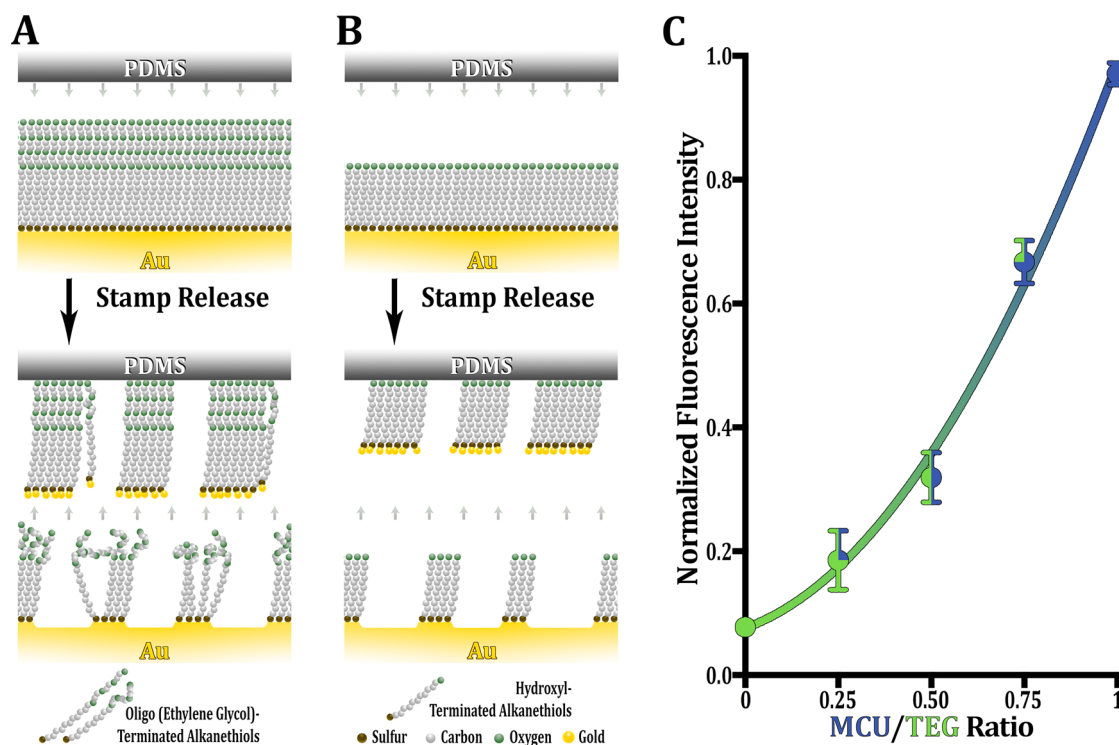 A
PDMS
Au
Stamp Release
PDMS
Au
Oligo (Ethylene Glycol)-
Terminated Alkanethiols
B
PDMS
Au
Stamp Release
PDMS
Au
Hydroxyl-
Terminated Alkanethiols
Sulfur Carbon Oxygen Gold
C
Normalized Fluorescence Intensity
1.0
0.8
0.6
0.4
0.2
0.0
0 0.25 0.50 0.75 1
MCU/TEG Ratio